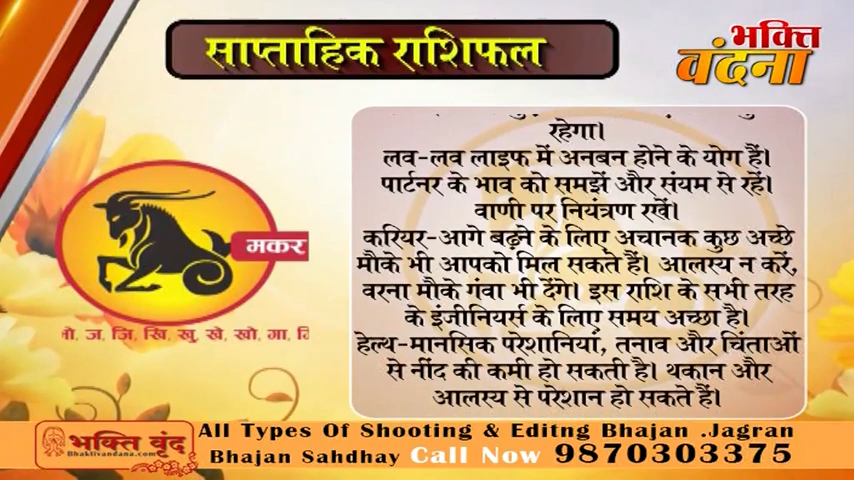 साप्ताहिक राशिफल
भक्ति
वंदना
रहेगा।
लव-लव लाइफ में अनबन होने के योग हैं।
पार्टनर के भाव को समझें और संयम से रहें।
वाणी पर नियंत्रण रखें।
करियर-आगे बढ़ने के लिए अचानक कुछ अच्छे
मौके भी आपको मिल सकते हैं। आलस्य न करें,
वरना मौके गंवा भी देंगे। इस राशि के सभी तरह
के इंजीनियर्स के लिए समय अच्छा है।
हेल्थ-मानसिक परेशानियां, तनाव और चिंताओं
से नींद की कमी हो सकती है। थकान और
आलस्य से परेशान हो सकते हैं।
मकर
ज, जि, खि, खु, खे, खो, गा,
भक्ति वृंद
Bhaktivandana.com
All Types Of Shooting & Editng Bhajan .Jagran
Bhajan Sahdhay Call Now 9870303375